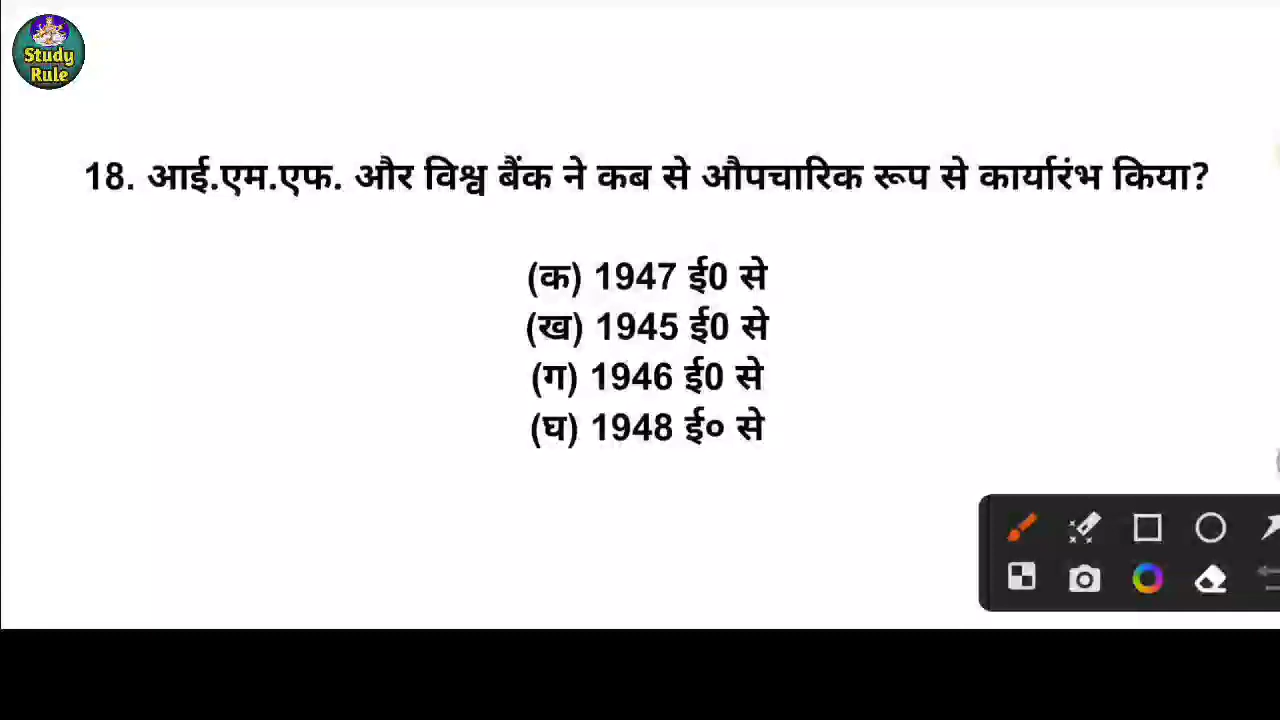 Study
Rule
18. आई.एम.एफ. और विश्व बैंक ने कब से औपचारिक रूप से कार्यारंभ किया?
(क) 1947 ई0 से
(ख) 1945 ई0 से
(ग) 1946 ई0 से
(घ) 1948 ई० से